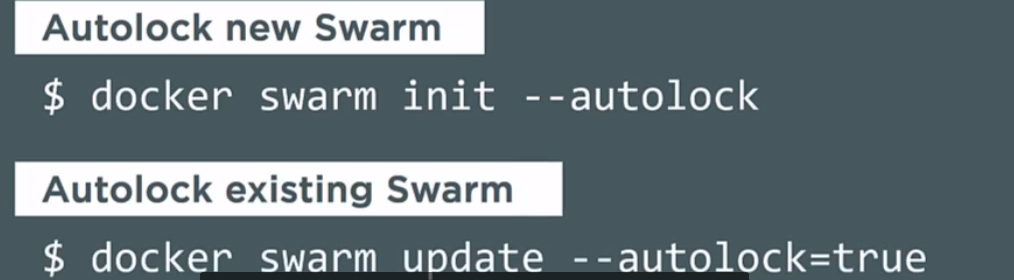 Autolock new Swarm
$ docker swarm init --autolock
Autolock existing Swarm
$ docker swarm update --autolock=true